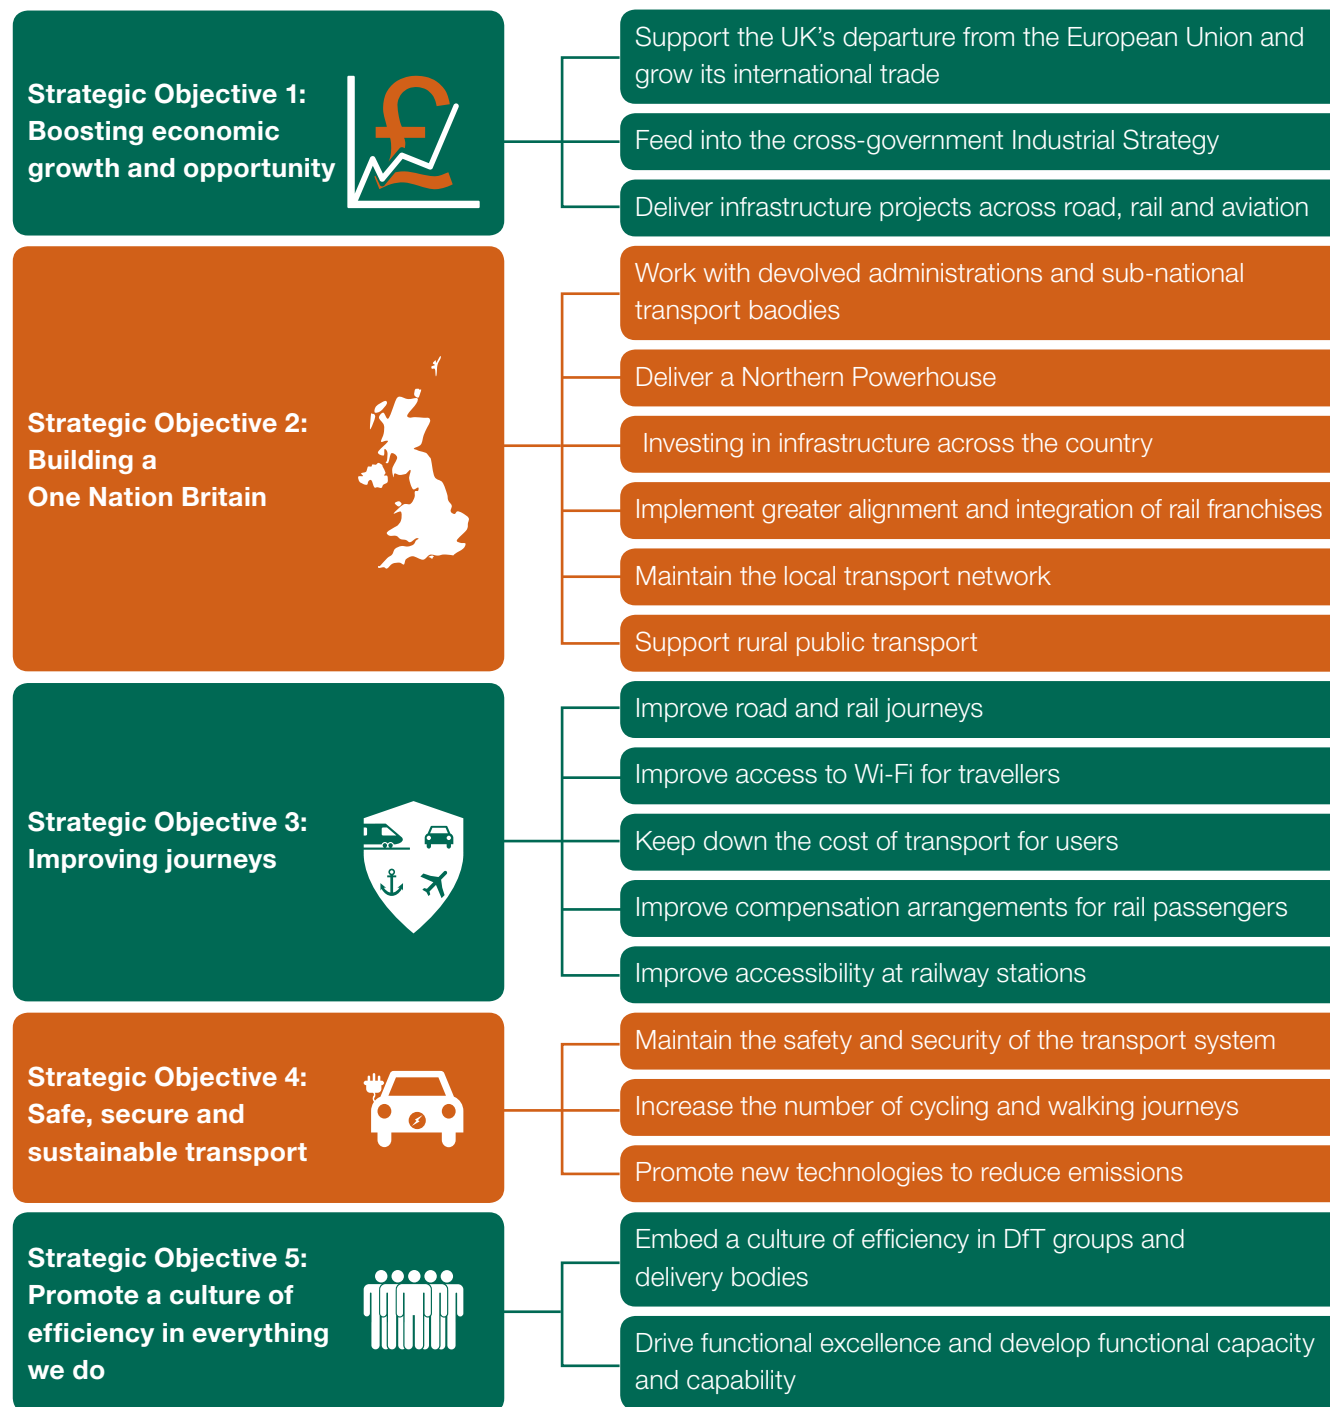 Strategic Objective 1:
Boosting economic
growth and opportunity
Support the UK's departure from the European Union and
grow its international trade
Feed into the cross-government Industrial Strategy
Deliver infrastructure projects across road, rail and aviation
Strategic Objective 2:
Building a
One Nation Britain
Work with devolved administrations and sub-national
transport baodies
Deliver a Northern Powerhouse
Investing in infrastructure across the country
Implement greater alignment and integration of rail franchises
Maintain the local transport network
Support rural public transport
Strategic Objective 3:
Improving journeys
Improve road and rail journeys
Improve access to Wi-Fi for travellers
Keep down the cost of transport for users
Improve compensation arrangements for rail passengers
Improve accessibility at railway stations
Strategic Objective 4:
Safe, secure and
sustainable transport
Maintain the safety and security of the transport system
Increase the number of cycling and walking journeys
Promote new technologies to reduce emissions
Strategic Objective 5:
Promote a culture of
efficiency in everything
we do
Embed a culture of efficiency in DfT groups and
delivery bodies
Drive functional excellence and develop functional capacity
and capability